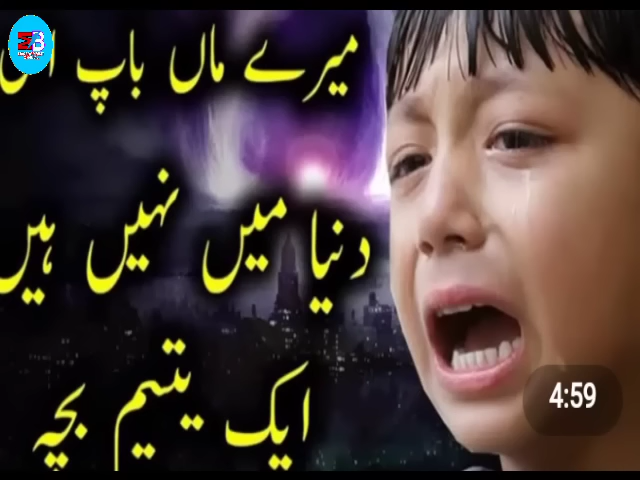 میرے ماں باپ
دنیا میں نہیں ہیں
ایک یتیم بچہ
4:59